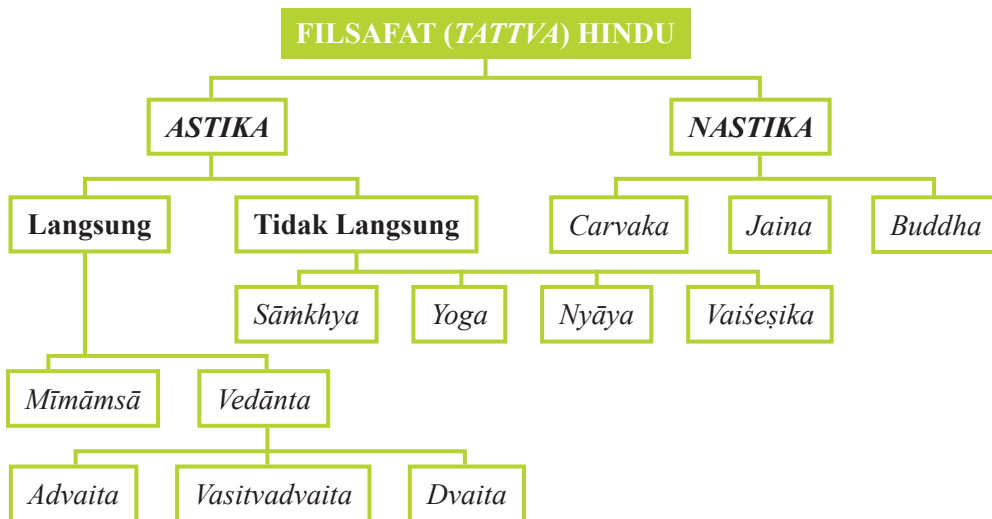 FILSAFAT (TATTVA) HINDU
ASTIKA
NASTIKA
Langsung
Tidak Langsung
Carvaka
Jaina
Buddha
Sāṁkhya
Yoga
Nyāya
Vaiśeṣika
Mīmāmsā
Vedānta
Advaita
Vasitvadvaita
Dvaita